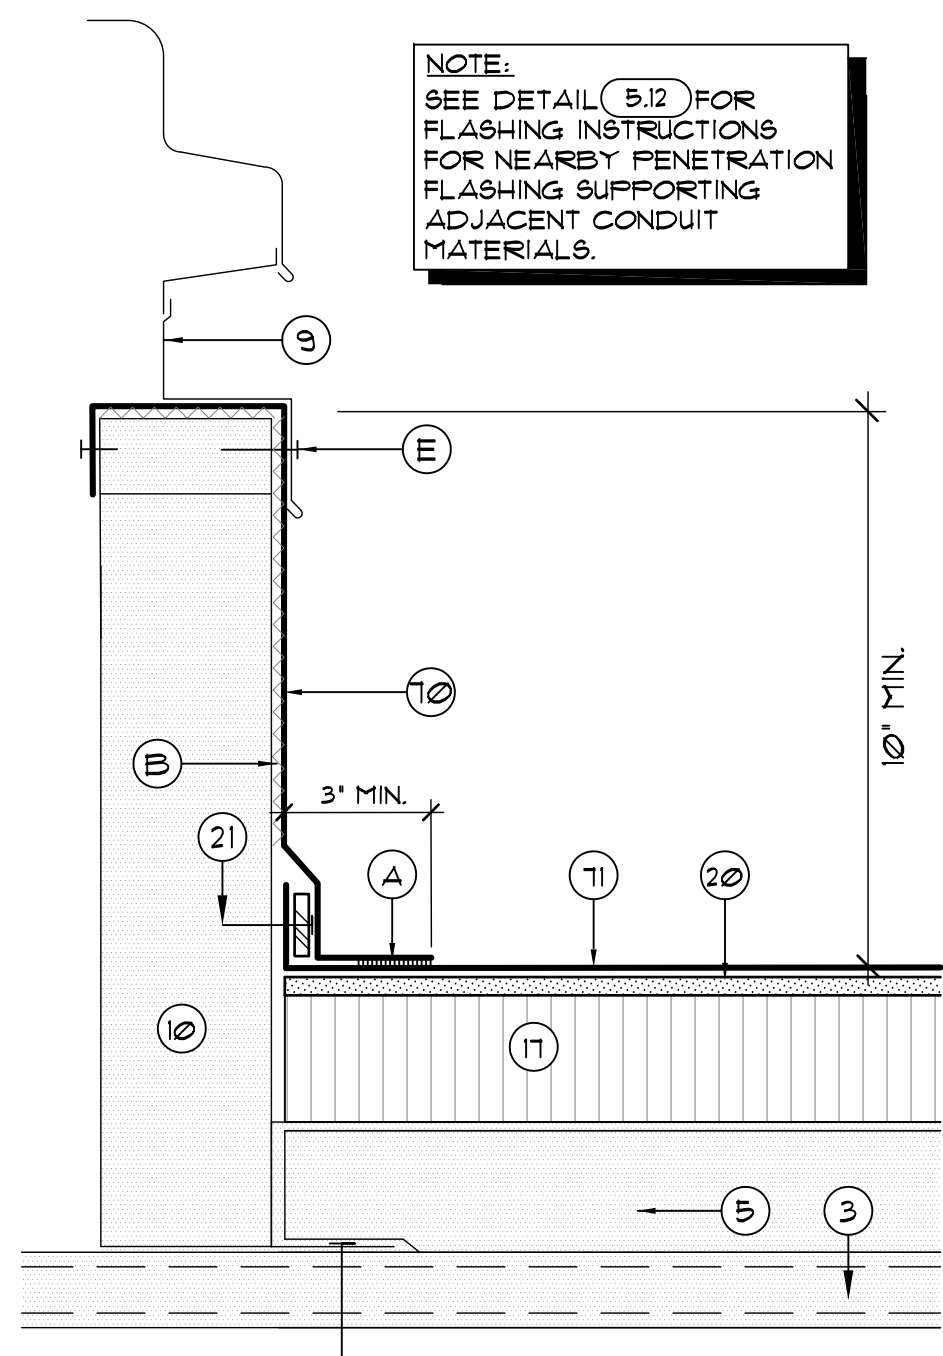 NOTE:
SEE DETAIL 5.12 FOR
FLASHING INSTRUCTIONS
FOR NEARBY PENETRATION
FLASHING SUPPORTING
ADJACENT CONDUIT
MATERIALS.
9
E
70
10" MIN.
B
3" MIN.
21
A
71
20
10
17
5
3